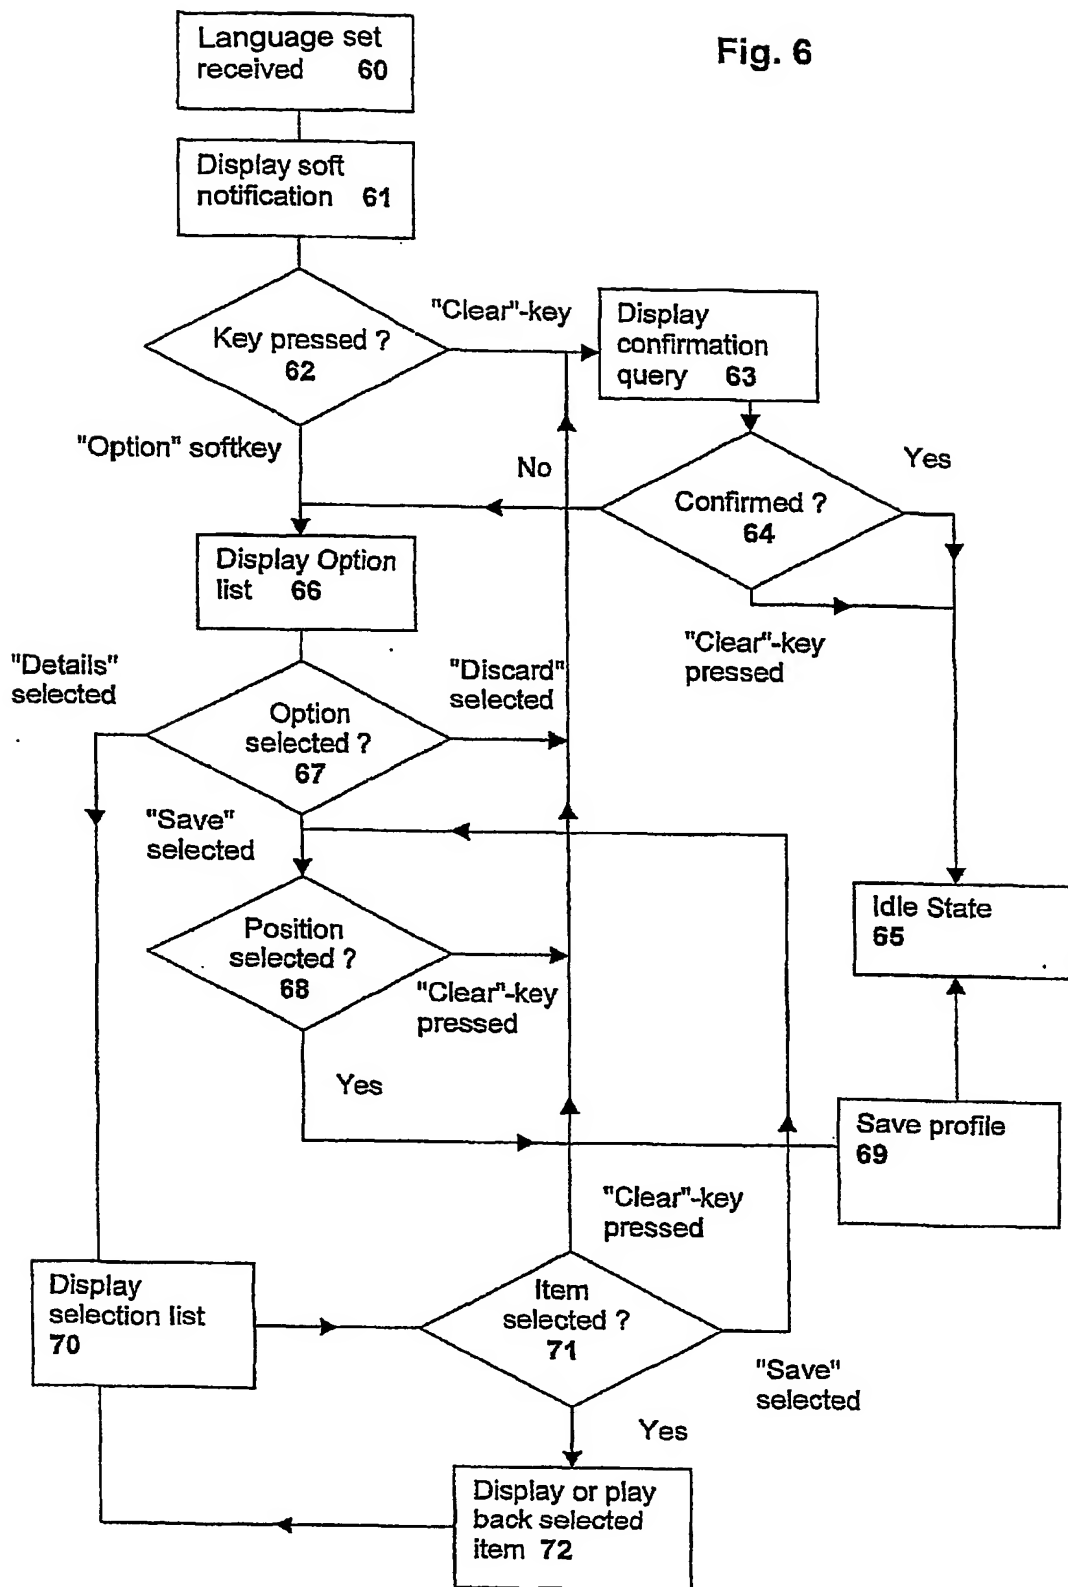 Fig. 6
Language set
received 60
Display soft
notification 61
Key pressed ?
62
"Clear"-key
Display
confirmation
query 63
"Option" softkey
No
Yes
Confirmed ?
64
Display Option
list 66
"Clear"-key
pressed
"Details"
selected
"Discard"
selected
Option
selected ?
67
"Save"
selected
Idle State
65
Position
selected ?
68
"Clear"-key
pressed
Yes
Save profile
69
"Clear"-key
pressed
Display
selection list
70
Item
selected ?
71
"Save"
selected
Yes
Display or play
back selected
item 72